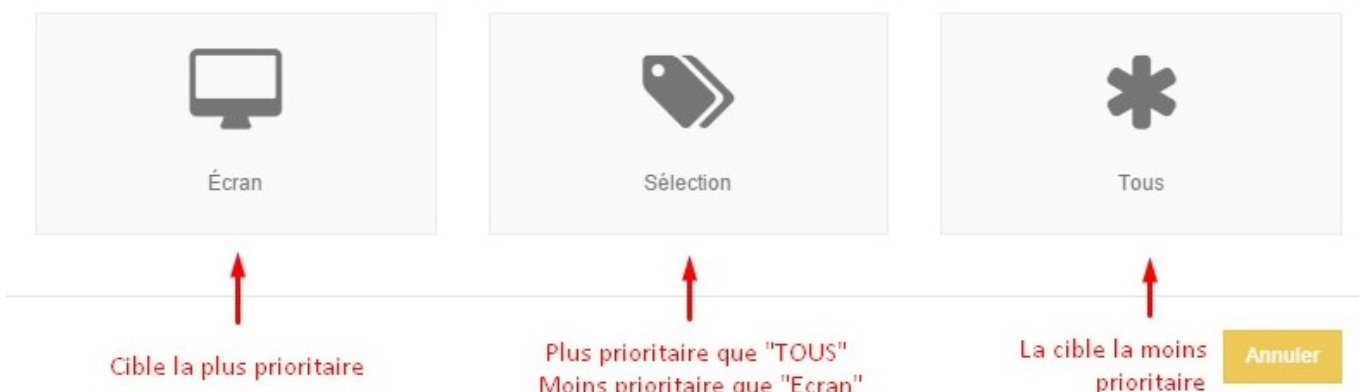 Écran
Sélection
Tous
Cible la plus prioritaire
Plus prioritaire que "TOUS"
Moins prioritaire que "Ecran"
La cible la moins
prioritaire
Annuler